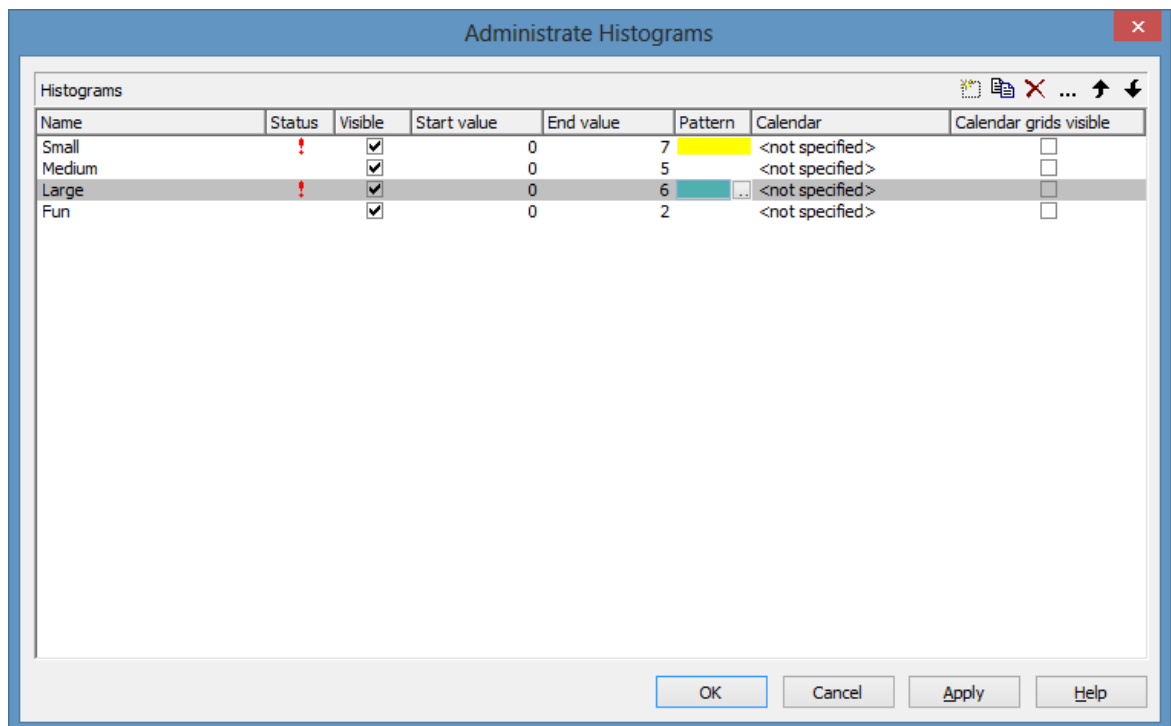 Administrate Histograms
Histograms
Name Status Visible Start value End value Pattern Calendar Calendar grids visible
Small 0 7 <not specified>
Medium 0 5 <not specified>
Large 0 6 .. <not specified>
Fun 0 2 <not specified>
OK Cancel Apply Help